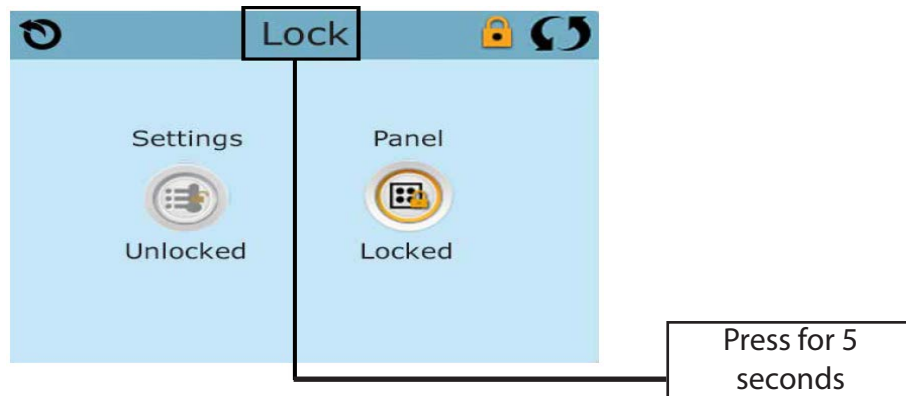 Lock
Settings Panel
Unlocked Locked
Press for 5
seconds